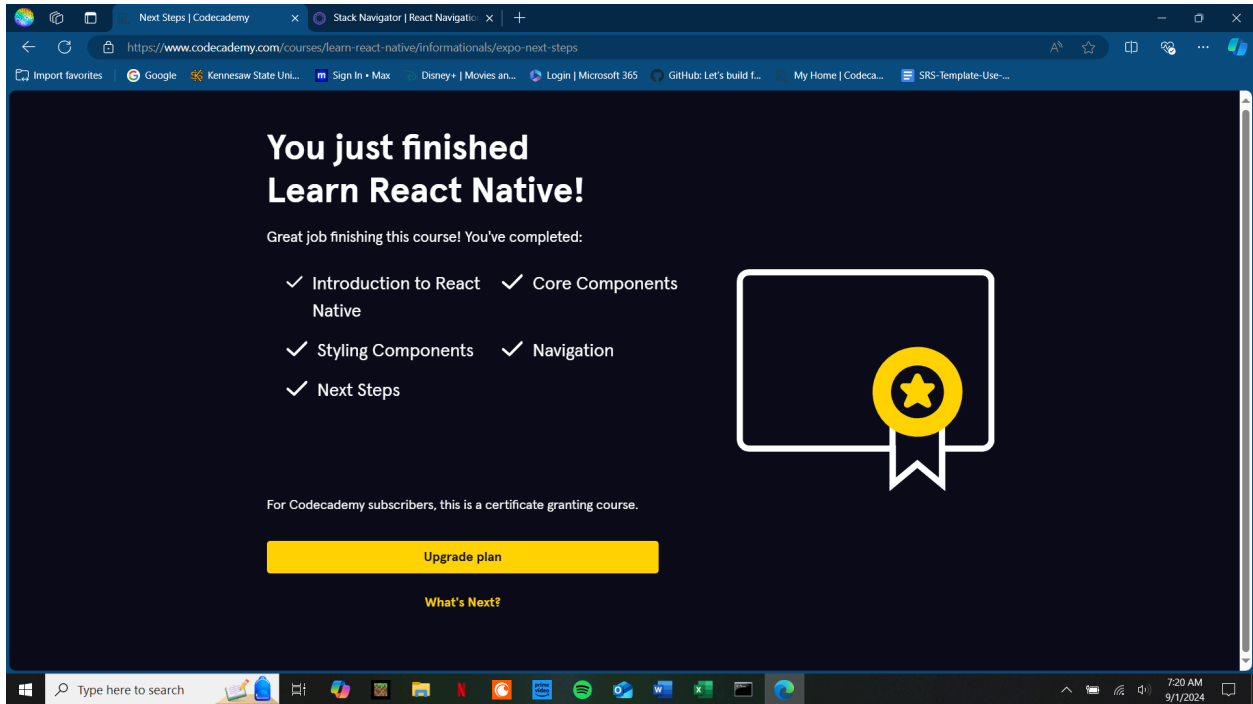 Next Steps | Codecademy
Stack Navigator | React Navigatio
https://www.codecademy.com/courses/learn-react-native/informationals/expo-next-steps
Import favorites
Google
Kennesaw State Uni...
m Sign In • Max
Disney+ | Movies an...
Login | Microsoft 365
GitHub: Let's build f...
My Home | Codeca...
SRS-Template-Use-...
You just finished
Learn React Native!
Great job finishing this course! You've completed:
Introduction to React
Native
Core Components
Styling Components
Navigation
Next Steps
For Codecademy subscribers, this is a certificate granting course.
Upgrade plan
What's Next?
Type here to search
7:20 AM
9/1/2024